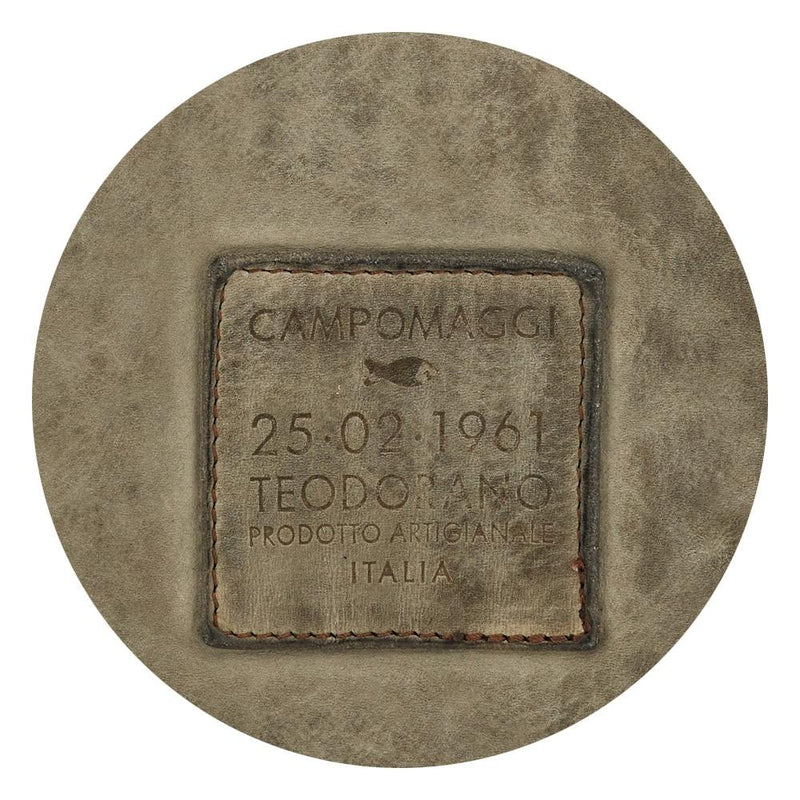 CAMPOMAGGI
25·02·1961
TEODORANO
PRODOTTO ARTIGIANALE
ITALIA